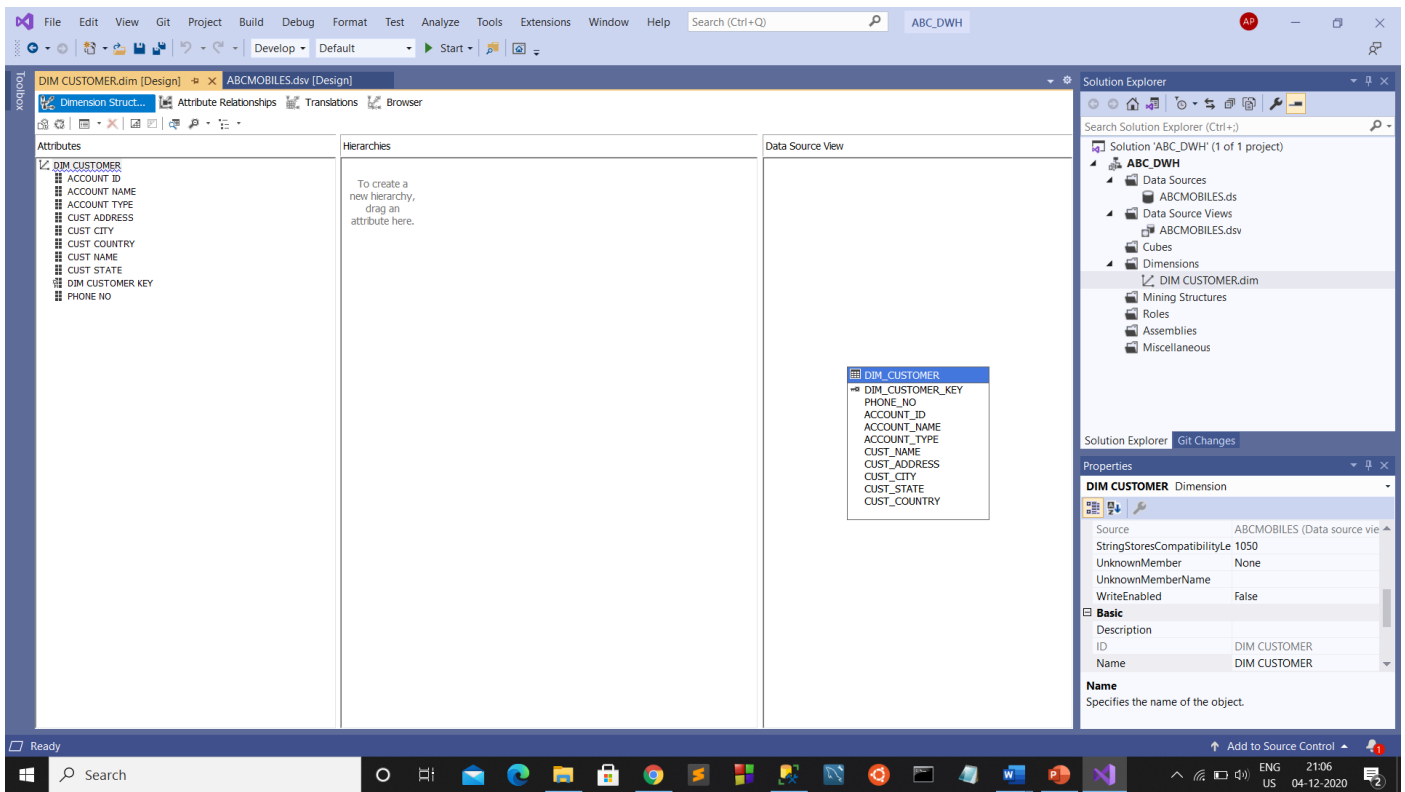 File Edit View Git Project Build Debug Format Test Analyze Tools Extensions Window Help Search (Ctrl+Q) ABC_DWH AP
Develop Default Start
Toolbox
DIM CUSTOMER.dim [Design] ABCMOBILES.dsv [Design]
Dimension Struct... Attribute Relationships Translations Browser
Attributes
DIM CUSTOMER
ACCOUNT ID
ACCOUNT NAME
ACCOUNT TYPE
CUST ADDRESS
CUST CITY
CUST COUNTRY
CUST NAME
CUST STATE
DIM CUSTOMER KEY
PHONE NO
Hierarchies
To create a
new hierarchy,
drag an
attribute here.
Data Source View
DIM_CUSTOMER
DIM_CUSTOMER_KEY
PHONE_NO
ACCOUNT_ID
ACCOUNT_NAME
ACCOUNT_TYPE
CUST_NAME
CUST_ADDRESS
CUST_CITY
CUST_STATE
CUST_COUNTRY
Solution Explorer
Search Solution Explorer (Ctrl+;)
Solution 'ABC_DWH' (1 of 1 project)
ABC_DWH
Data Sources
ABCMOBILES.ds
Data Source Views
ABCMOBILES.dsv
Cubes
Dimensions
DIM CUSTOMER.dim
Mining Structures
Roles
Assemblies
Miscellaneous
Solution Explorer Git Changes
Properties
DIM CUSTOMER Dimension
Source ABCMOBILES (Data source vie
StringStoresCompatibilityLe 1050
UnknownMember None
UnknownMemberName
WriteEnabled False
Basic
Description
ID DIM CUSTOMER
Name DIM CUSTOMER
Name
Specifies the name of the object.
Ready Add to Source Control 1
Search ENG 21:06
US 04-12-2020 2